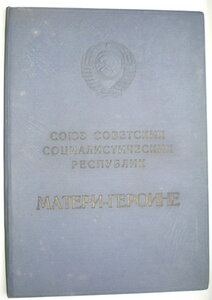 СОЮЗ СОВЕТСКИХ
СОЦИАЛИСТИЧЕСКИХ
РЕСПУБЛИК
МАТЕРИ-ГЕРОИНЕ